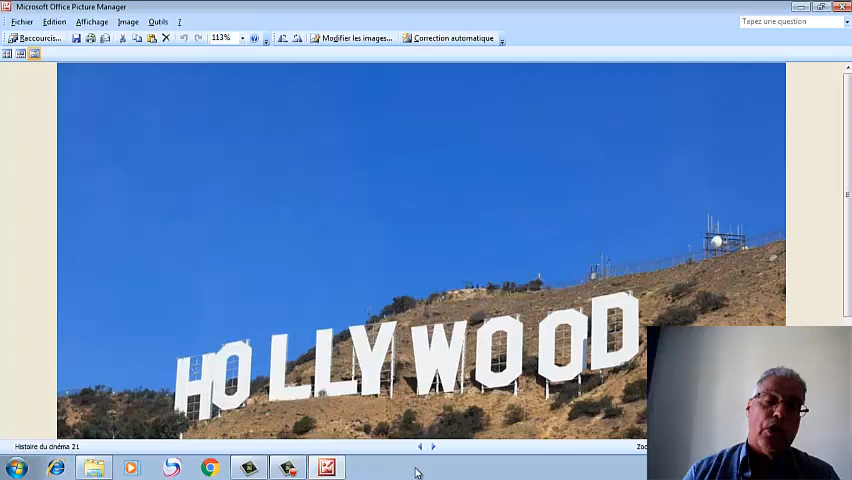 Microsoft Office Picture Manager
Fichier Edition Affichage Image Outils ?
Tapez une question
Raccourcis... 113% Modifier les images... Correction automatique
HOLLYWOOD
Histoire du cinéma 21